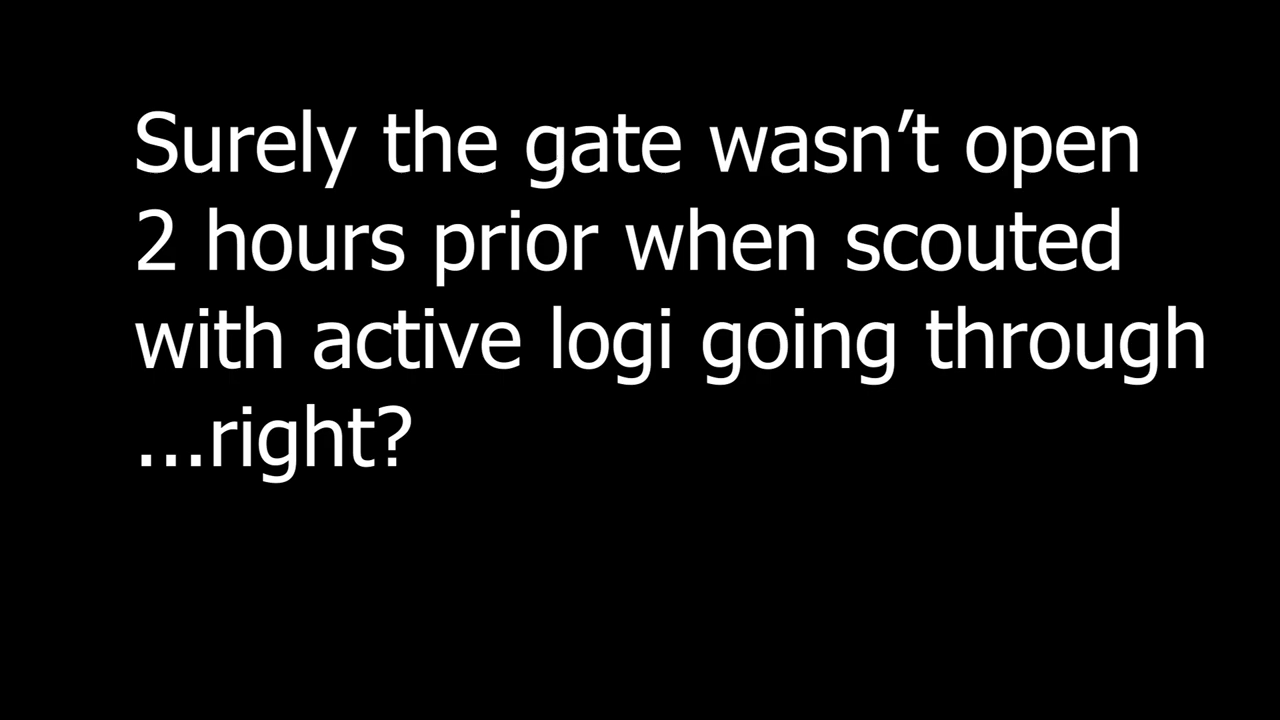 Surely the gate wasn’t open
2 hours prior when scouted
with active logi going through
...right?